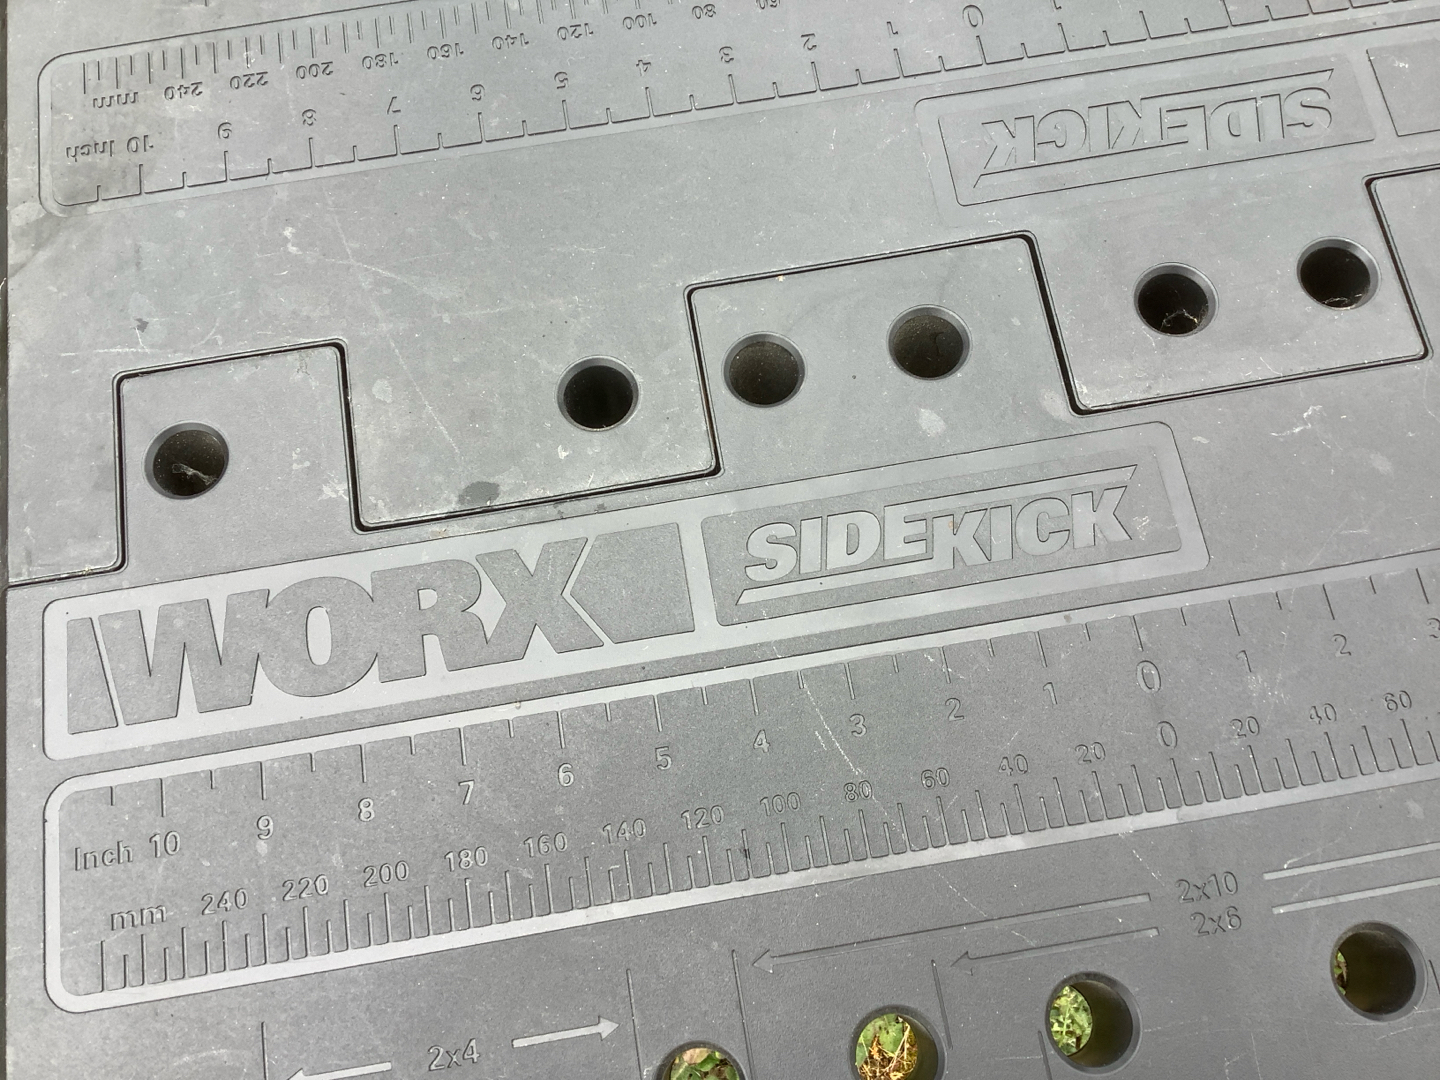 60 80 100 120 140 160 180 200 220 240 mm
0 1 2 3 4 5 6 7 8 9 10 Inch
SIDEKICK
WORX SIDEKICK
Inch 10 9 8 7 6 5 4 3 2 1 0 1 2 3
mm 240 220 200 180 160 140 120 100 80 60 40 20 0 20 40 60
2x10
2x6
2x4